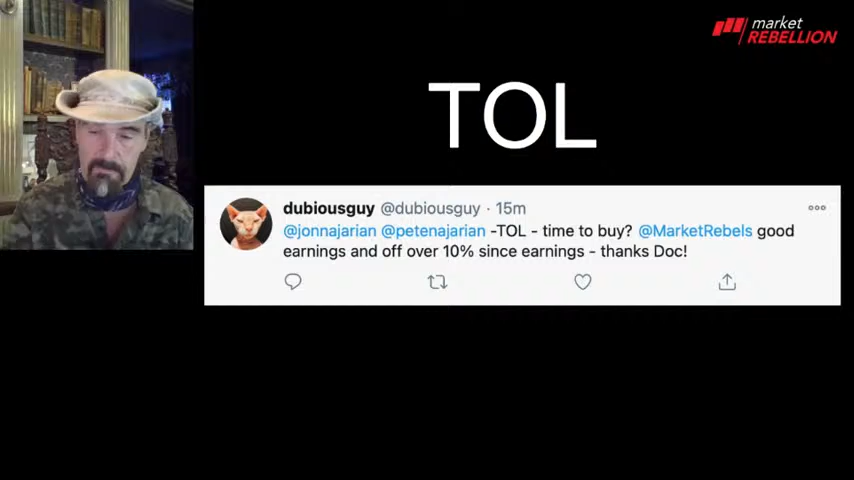 market
REBELLION
TOL
dubiousguy @dubiousguy · 15m
@jonnajarian @petenajarian -TOL - time to buy? @MarketRebels good
earnings and off over 10% since earnings - thanks Doc!